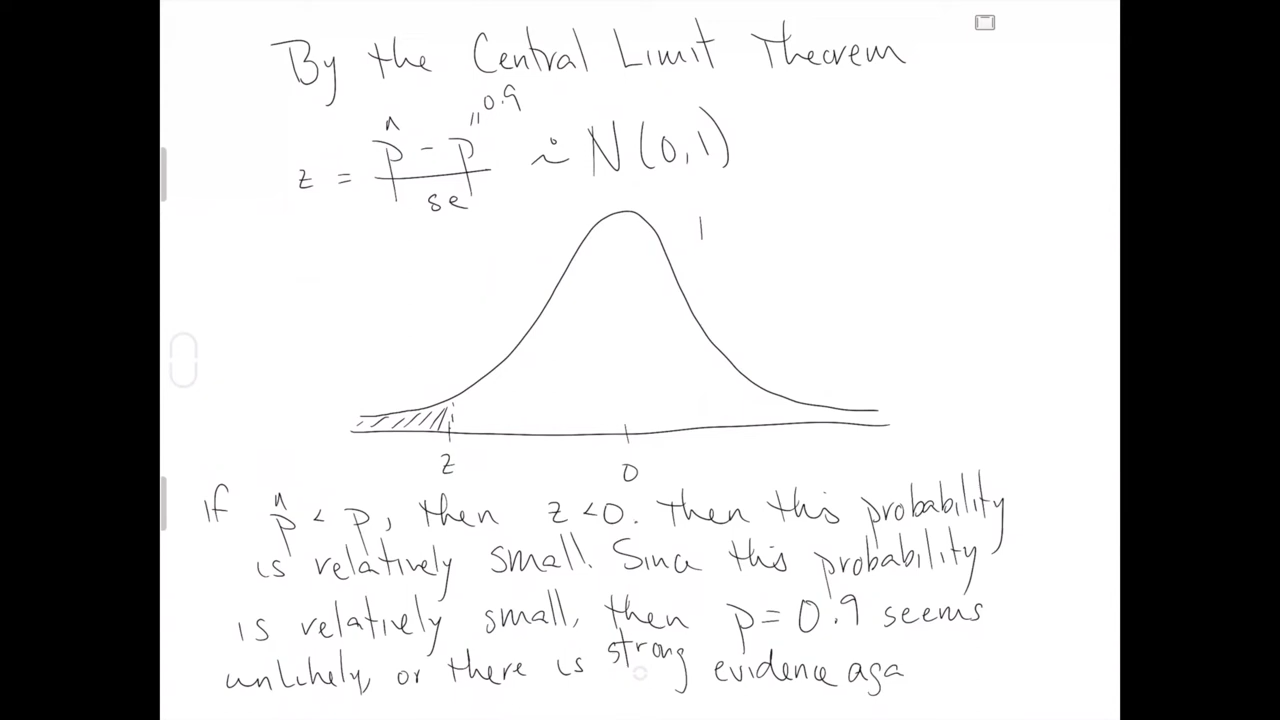 By the Central Limit Theorem
" 0.9
z = p̂ - p / se ~ N(0,1)
z 0
If p̂ < p, then z < 0. Then this probability
is relatively small. Since this probability
is relatively small, then p = 0.9 seems
unlikely, or there is strong evidence aga